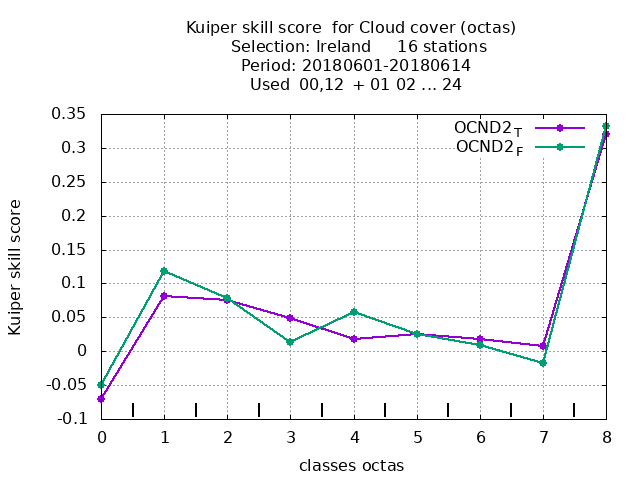 Kuiper skill score for Cloud cover (octas)
Selection: Ireland 16 stations
Period: 20180601-20180614
Used 00,12 + 01 02 ... 24
OCND2_T
OCND2_F
0.35
0.3
0.25
0.2
0.15
0.1
0.05
0
-0.05
-0.1
Kuiper skill score
0 1 2 3 4 5 6 7 8
classes octas